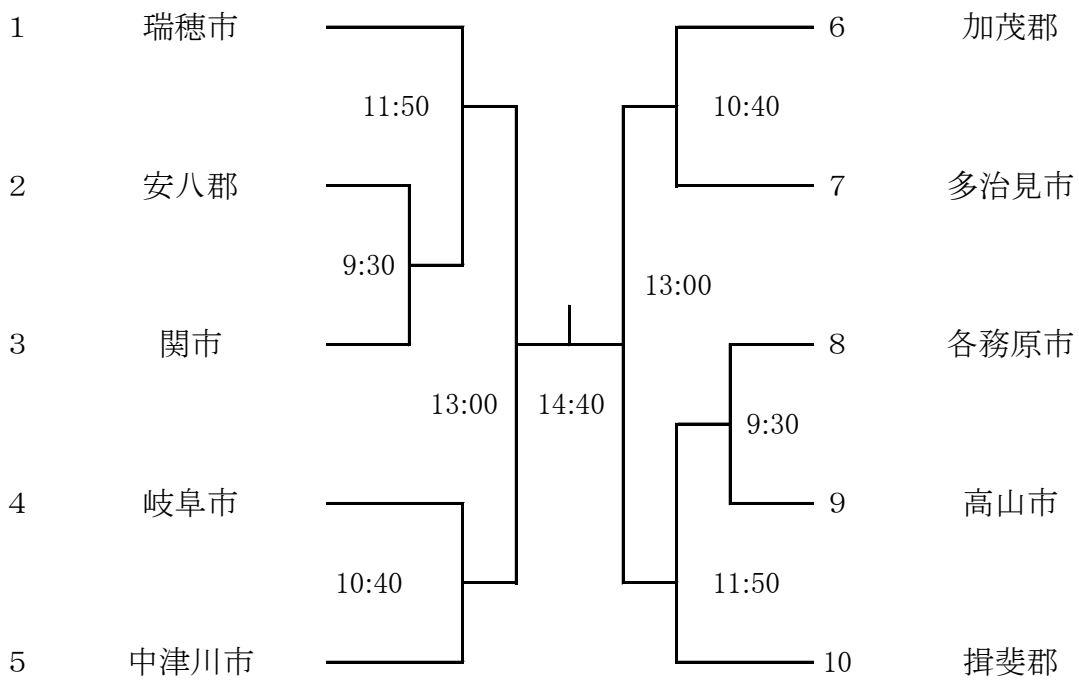 1 瑞穂市 6 加茂郡
11:50 10:40
2 安八郡 7 多治見市
9:30 13:00
3 関市 8 各務原市
13:00 14:40 9:30
4 岐阜市 9 高山市
10:40 11:50
5 中津川市 10 揖斐郡